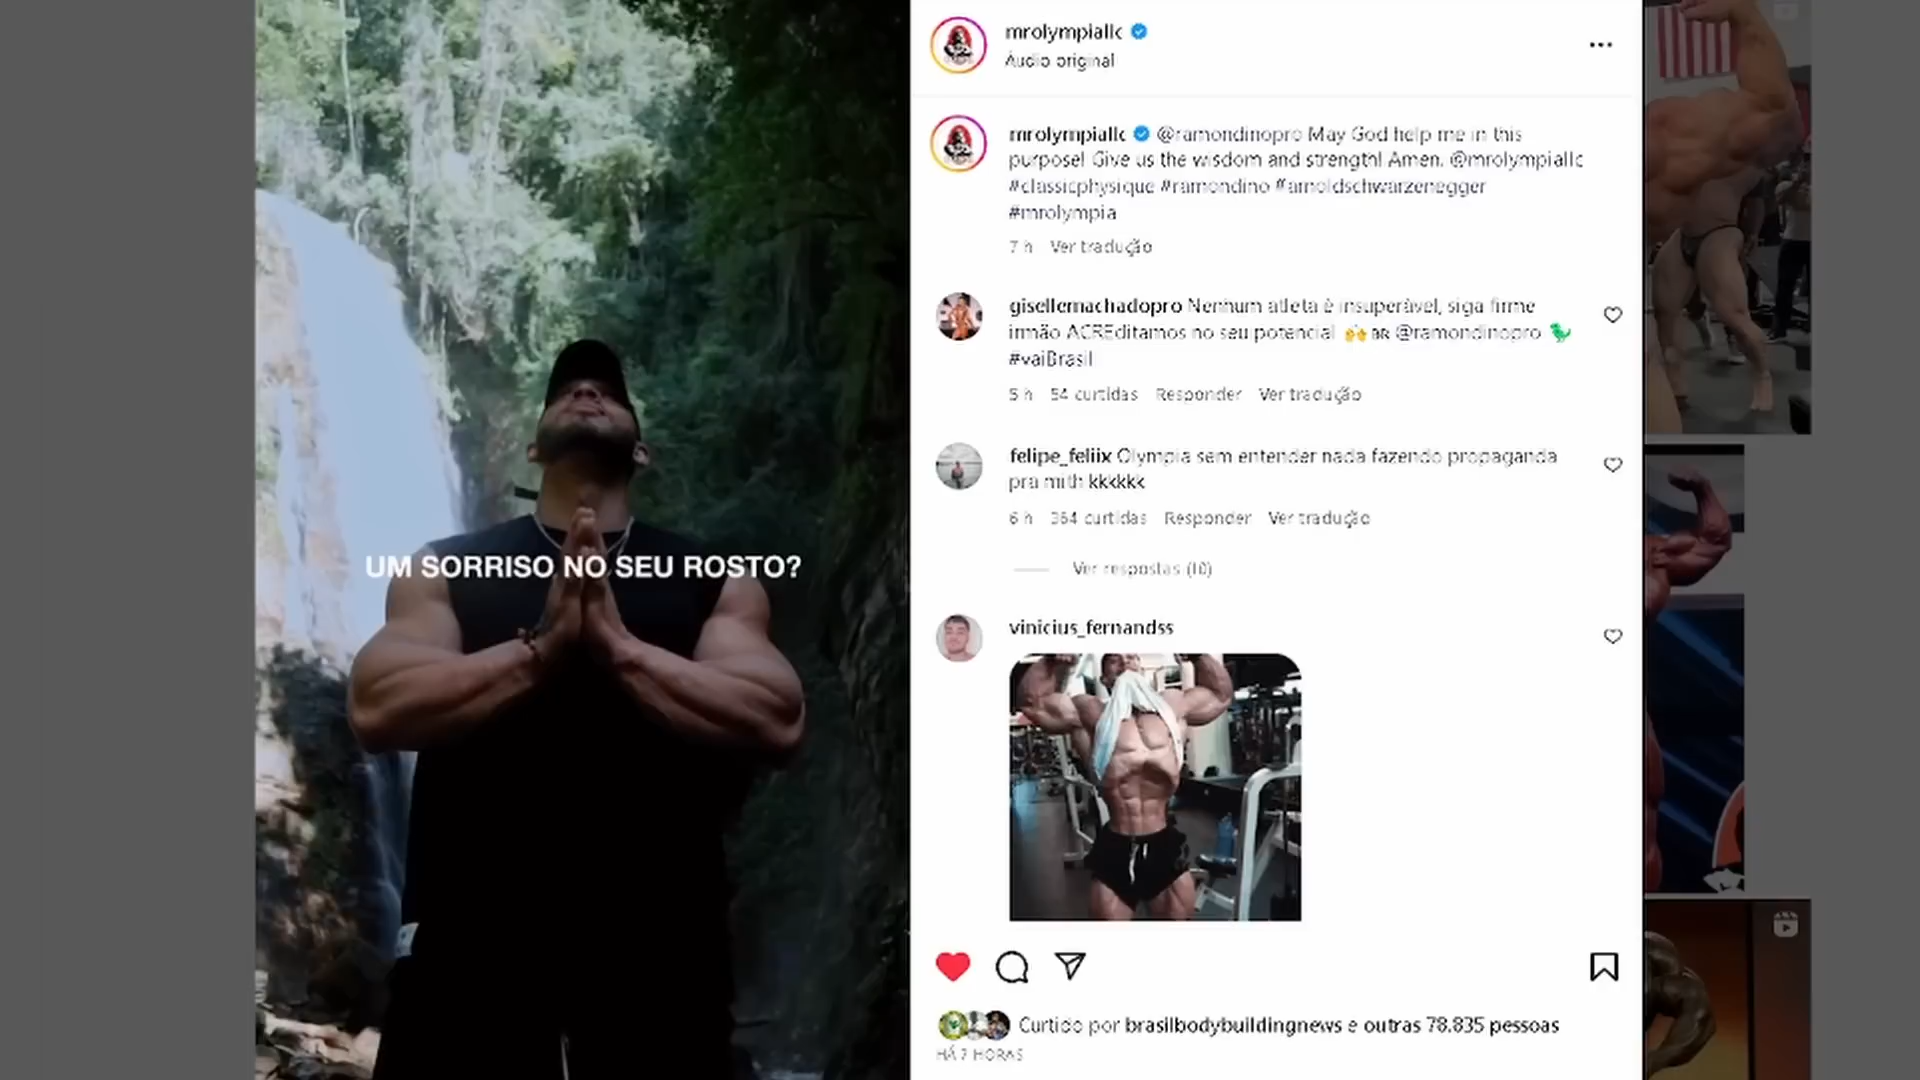 UM SORRISO NO SEU ROSTO?
mrolympiallc
Áudio original
mrolympiallc @ramondinopro May God help me in this
purpose! Give us the wisdom and strength! Amen. @mrolympiallc
#classicphysique #ramondino #arnoldschwarzenegger
#mrolympia
7 h Ver tradução
gisellemachadopro Nenhum atleta é insuperável, siga firme
irmão ACREditamos no seu potencial 🙌 BR @ramondinopro 🦖
#vaiBrasil
5 h 54 curtidas Responder Ver tradução
felipe_feliix Olympia sem entender nada fazendo propaganda
pra mith kkkkkk
6 h 364 curtidas Responder Ver tradução
Ver respostas (10)
vinicius_fernandss
Curtido por brasilbodybuildingnews e outras 78.835 pessoas
HÁ 7 HORAS